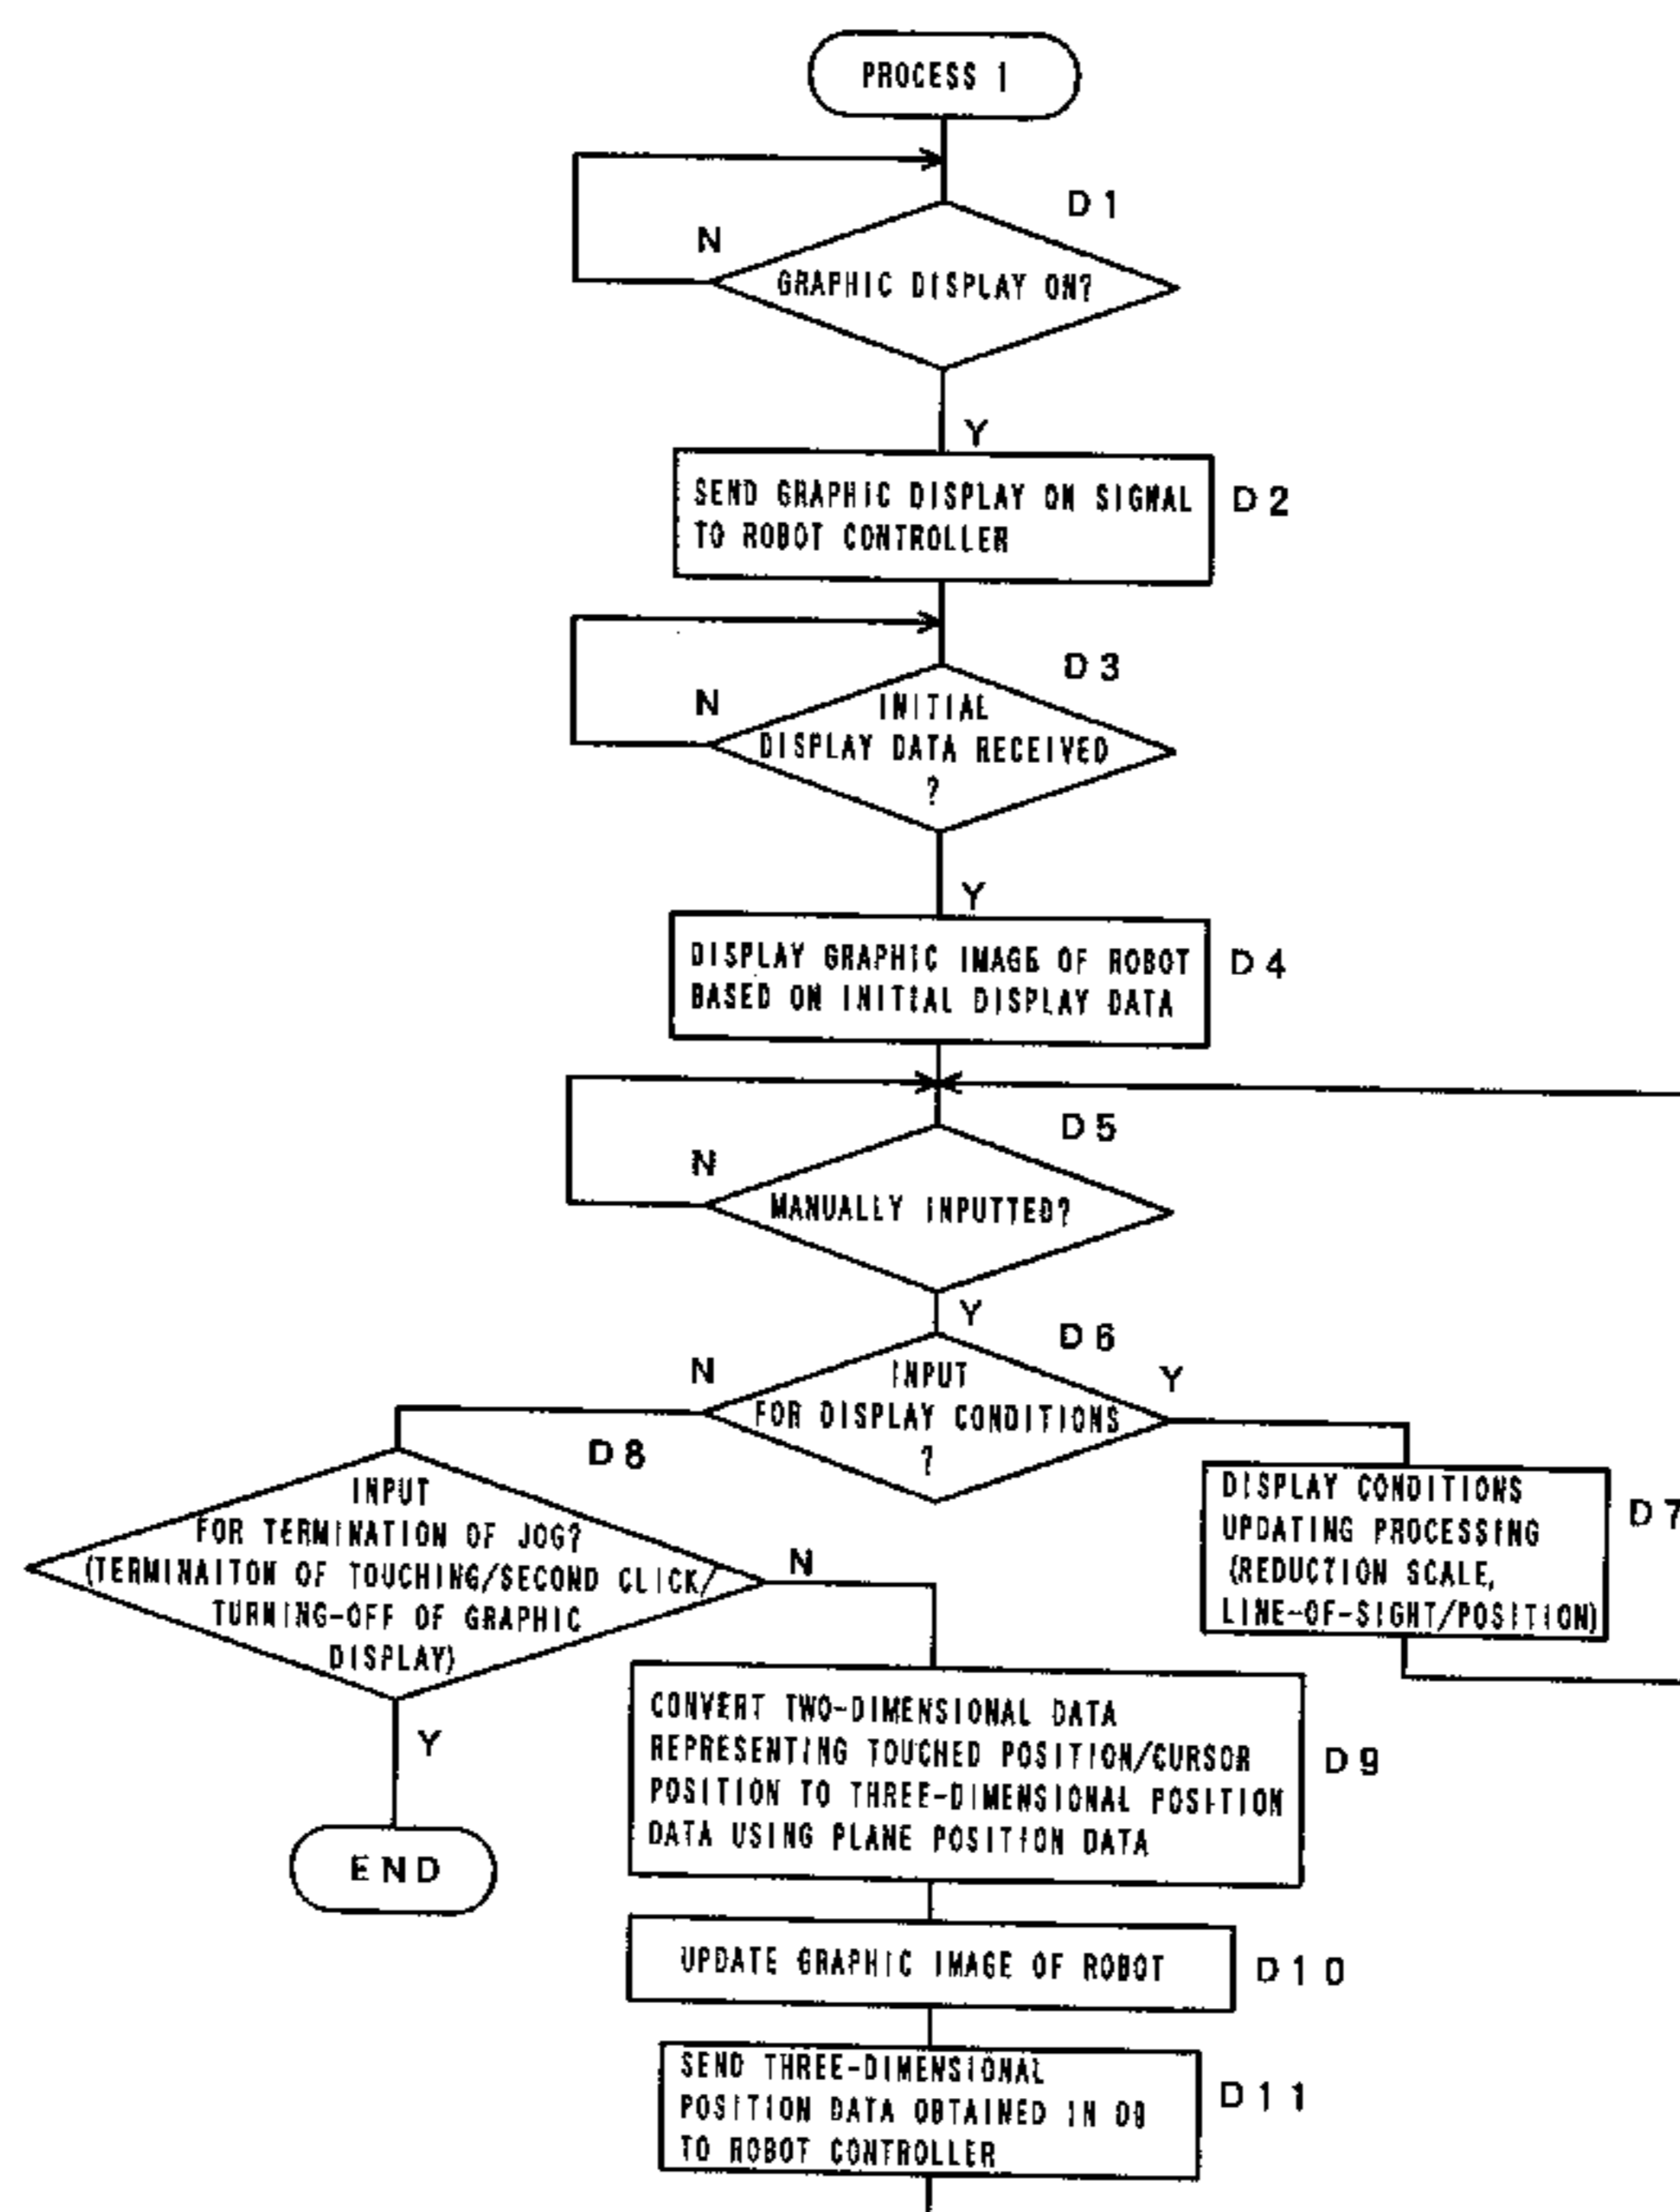 PROCESS 1
D1
N
GRAPHIC DISPLAY ON?
Y
SEND GRAPHIC DISPLAY ON SIGNAL
TO ROBOT CONTROLLER
D2
D3
N
INITIAL
DISPLAY DATA RECEIVED
?
Y
DISPLAY GRAPHIC IMAGE OF ROBOT
BASED ON INITIAL DISPLAY DATA
D4
D5
N
MANUALLY INPUTTED?
Y
D6
N
INPUT
FOR DISPLAY CONDITIONS
?
Y
D7
DISPLAY CONDITIONS
UPDATING PROCESSING
(REDUCTION SCALE,
LINE-OF-SIGHT/POSITION)
D8
INPUT
FOR TERMINATION OF JOG?
(TERMINAITON OF TOUCHING/SECOND CLICK/
TURNING-OFF OF GRAPHIC
DISPLAY)
N
Y
END
CONVERT TWO-DIMENSIONAL DATA
REPRESENTING TOUCHED POSITION/CURSOR
POSITION TO THREE-DIMENSIONAL POSITION
DATA USING PLANE POSITION DATA
D9
UPDATE GRAPHIC IMAGE OF ROBOT
D10
SEND THREE-DIMENSIONAL
POSITION DATA OBTAINED IN D9
TO ROBOT CONTROLLER
D11